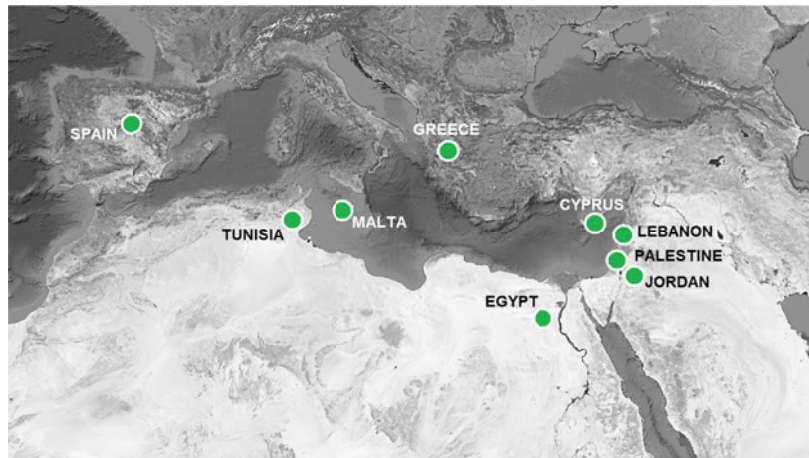 SPAIN
GREECE
CYPRUS
TUNISIA
MALTA
LEBANON
PALESTINE
JORDAN
EGYPT